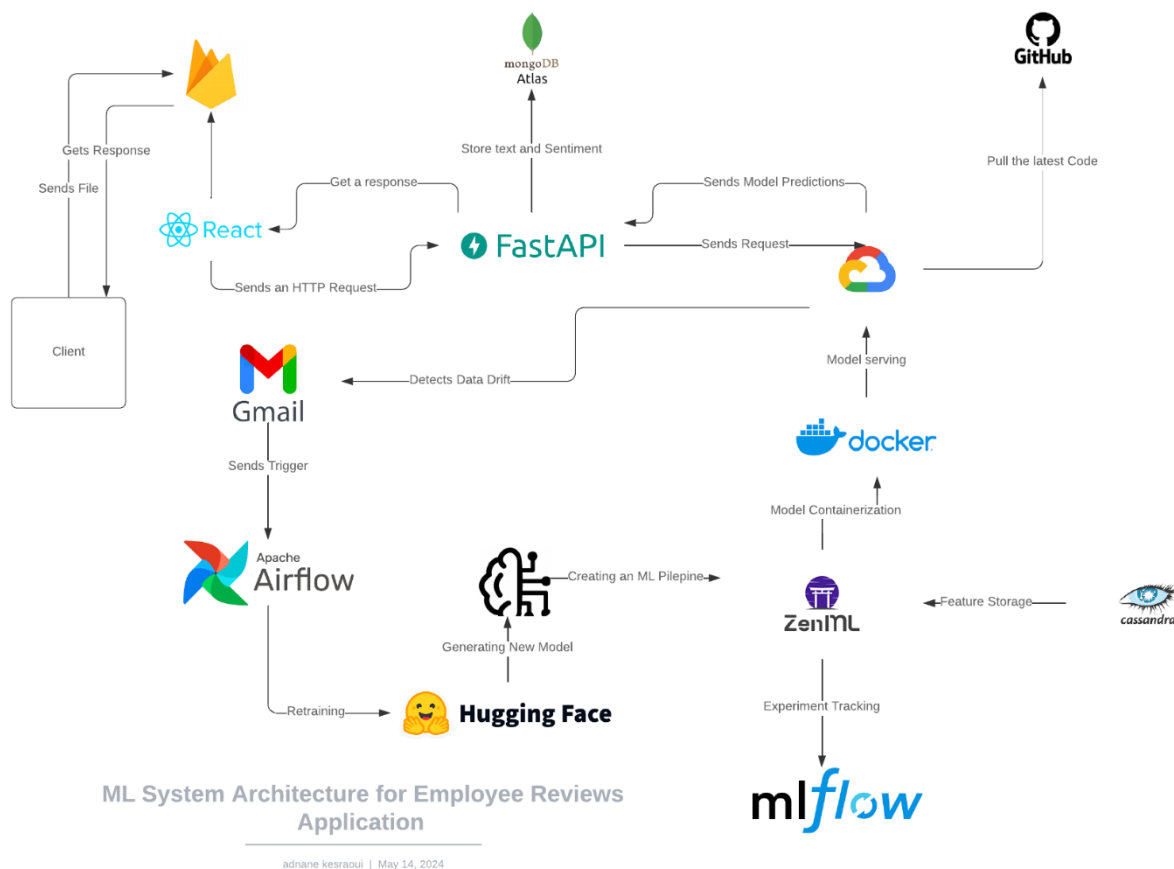 mongoDB
Atlas
GitHub
Gets Response
Sends File
Store text and Sentiment
Pull the latest Code
Get a response
Sends Model Predictions
React
FastAPI
Sends Request
Sends an HTTP Request
Client
Model serving
Detects Data Drift
Gmail
docker
Sends Trigger
Model Containerization
Apache
Airflow
Creating an ML Pilepine
ZenML
Feature Storage
cassandra
Generating New Model
Retraining
Hugging Face
Experiment Tracking
mlflow
ML System Architecture for Employee Reviews
Application
adnane kesraoui | May 14, 2024